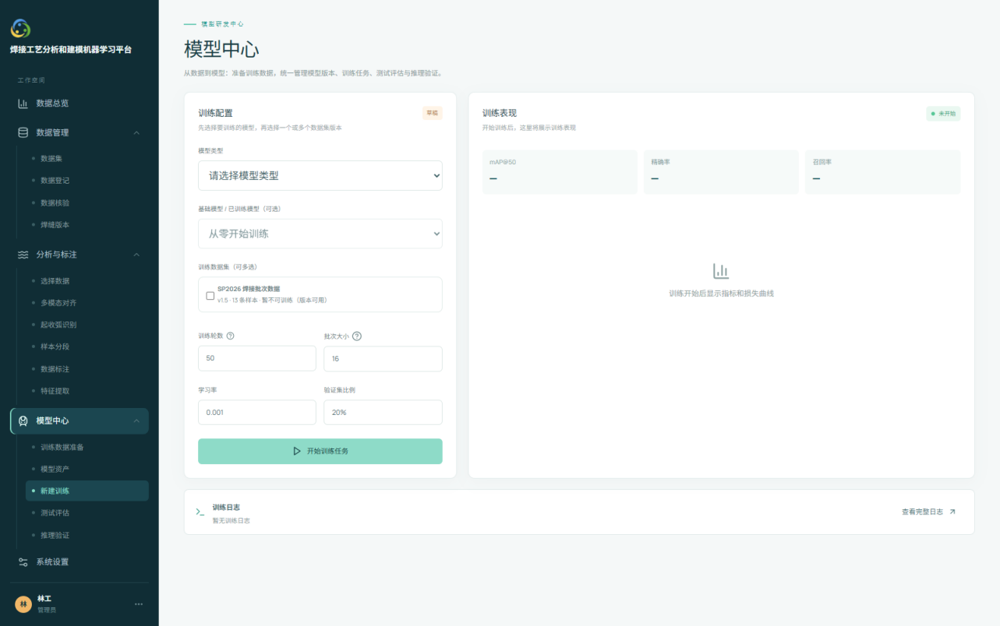 焊接工艺分析和建模机器学习平台
工作空间
数据总览
数据管理
数据集
数据登记
数据核验
焊缝版本
分析与标注
选择数据
多模态对齐
起收弧识别
样本分段
数据标注
特征提取
模型中心
训练数据准备
模型资产
新建训练
测试评估
推理验证
系统设置
林
林工
管理员
模型研发中心
模型中心
从数据到模型：准备训练数据，统一管理模型版本、训练任务、测试评估与推理验证。
训练配置
草稿
先选择要训练的模型，再选择一个或多个数据集版本
模型类型
请选择模型类型
基础模型 / 已训练模型（可选）
从零开始训练
训练数据集（可多选）
SP2026 焊接批次数据
v1.5 · 13 条样本 · 暂不可训练（版本可用）
训练轮数 ?
批次大小 ?
50
16
学习率
验证集比例
0.001
20%
开始训练任务
训练表现
未开始
开始训练后，这里将展示训练表现
mAP@50
精确率
召回率
—
—
—
训练开始后显示指标和损失曲线
训练日志
暂无训练日志
查看完整日志